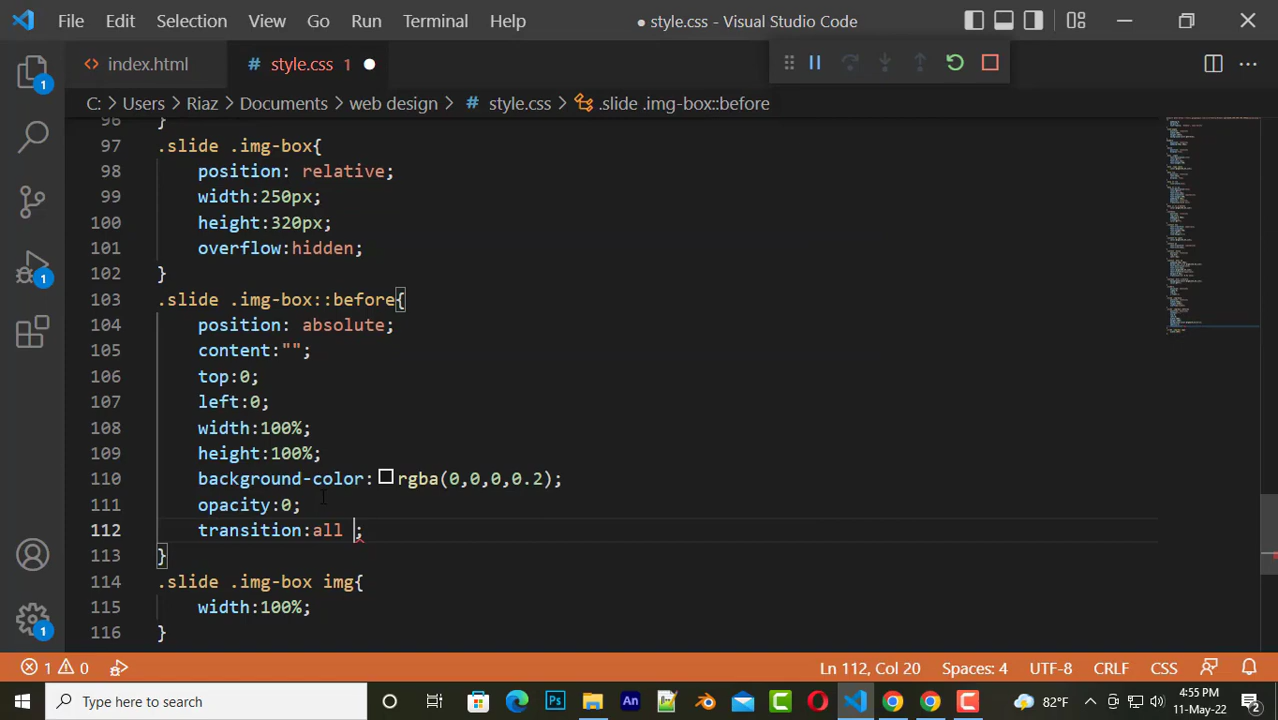 File Edit Selection View Go Run Terminal Help ● style.css - Visual Studio Code
<> index.html # style.css 1 ●
C: > Users > Riaz > Documents > web design > # style.css > .slide .img-box::before
96 }
97 .slide .img-box{
98 position: relative;
99 width:250px;
100 height:320px;
101 overflow:hidden;
102 }
103 .slide .img-box::before{
104 position: absolute;
105 content:"";
106 top:0;
107 left:0;
108 width:100%;
109 height:100%;
110 background-color: rgba(0,0,0,0.2);
111 opacity:0;
112 transition:all ;
113 }
114 .slide .img-box img{
115 width:100%;
116 }
1
1
1
1 0 Ln 112, Col 20 Spaces: 4 UTF-8 CRLF CSS
Type here to search Ps An C 82°F 4:55 PM
11-May-22 2